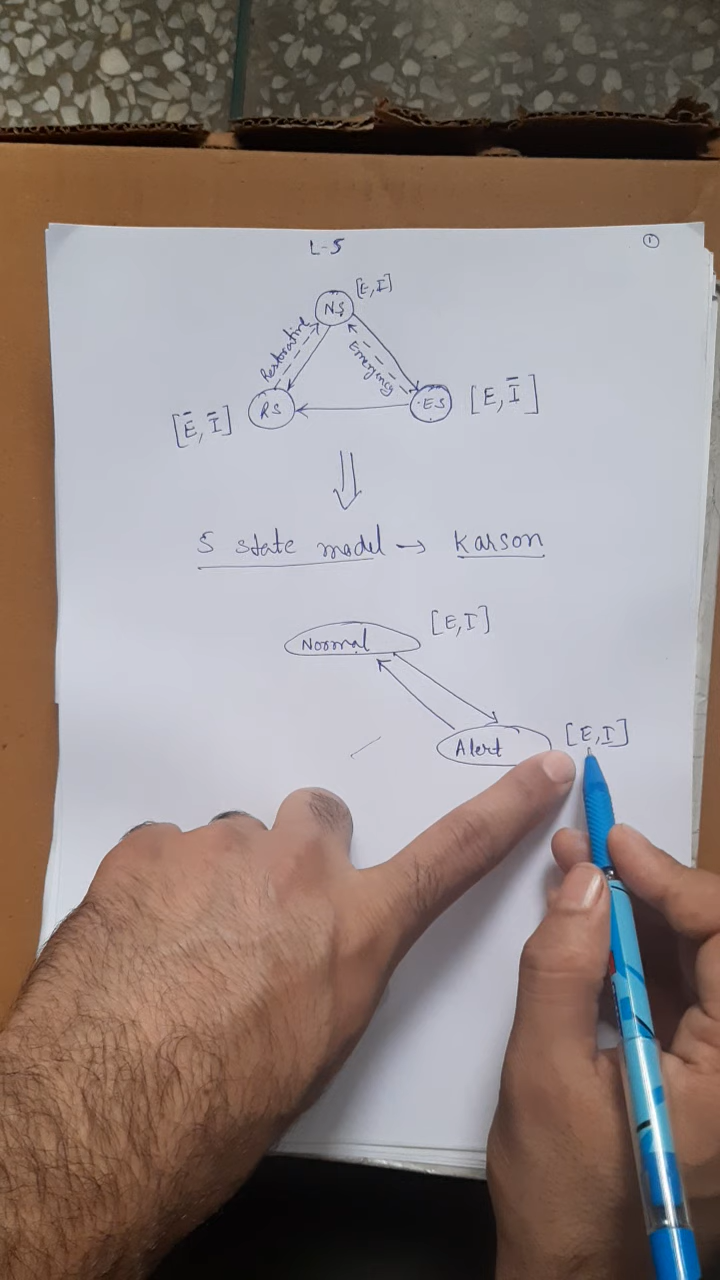 L-5
①
NS [E, I]
Restorative
Emergency
RS
ES
[Ē, Ī]
[E, Ī]
5 state model → Karson
Normal [E, I]
Alert [E, I]